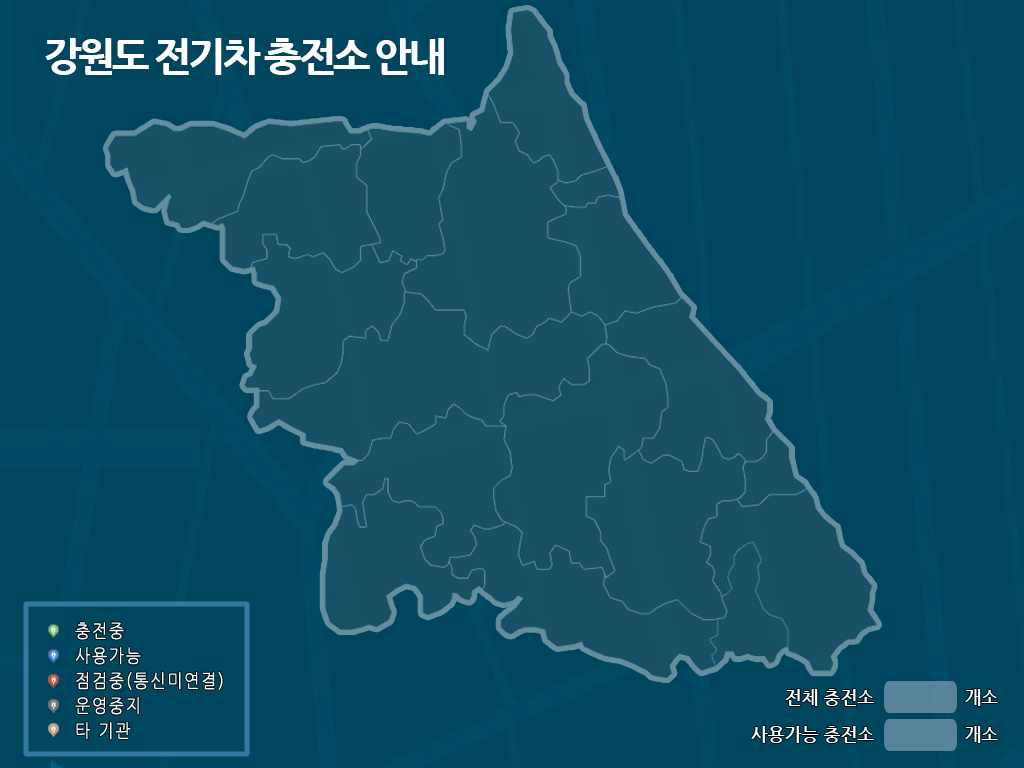 강원도 전기차 충전소 안내
충전중
사용가능
점검중(통신미연결)
운영중지
타 기관
전체 충전소 개소
사용가능 충전소 개소